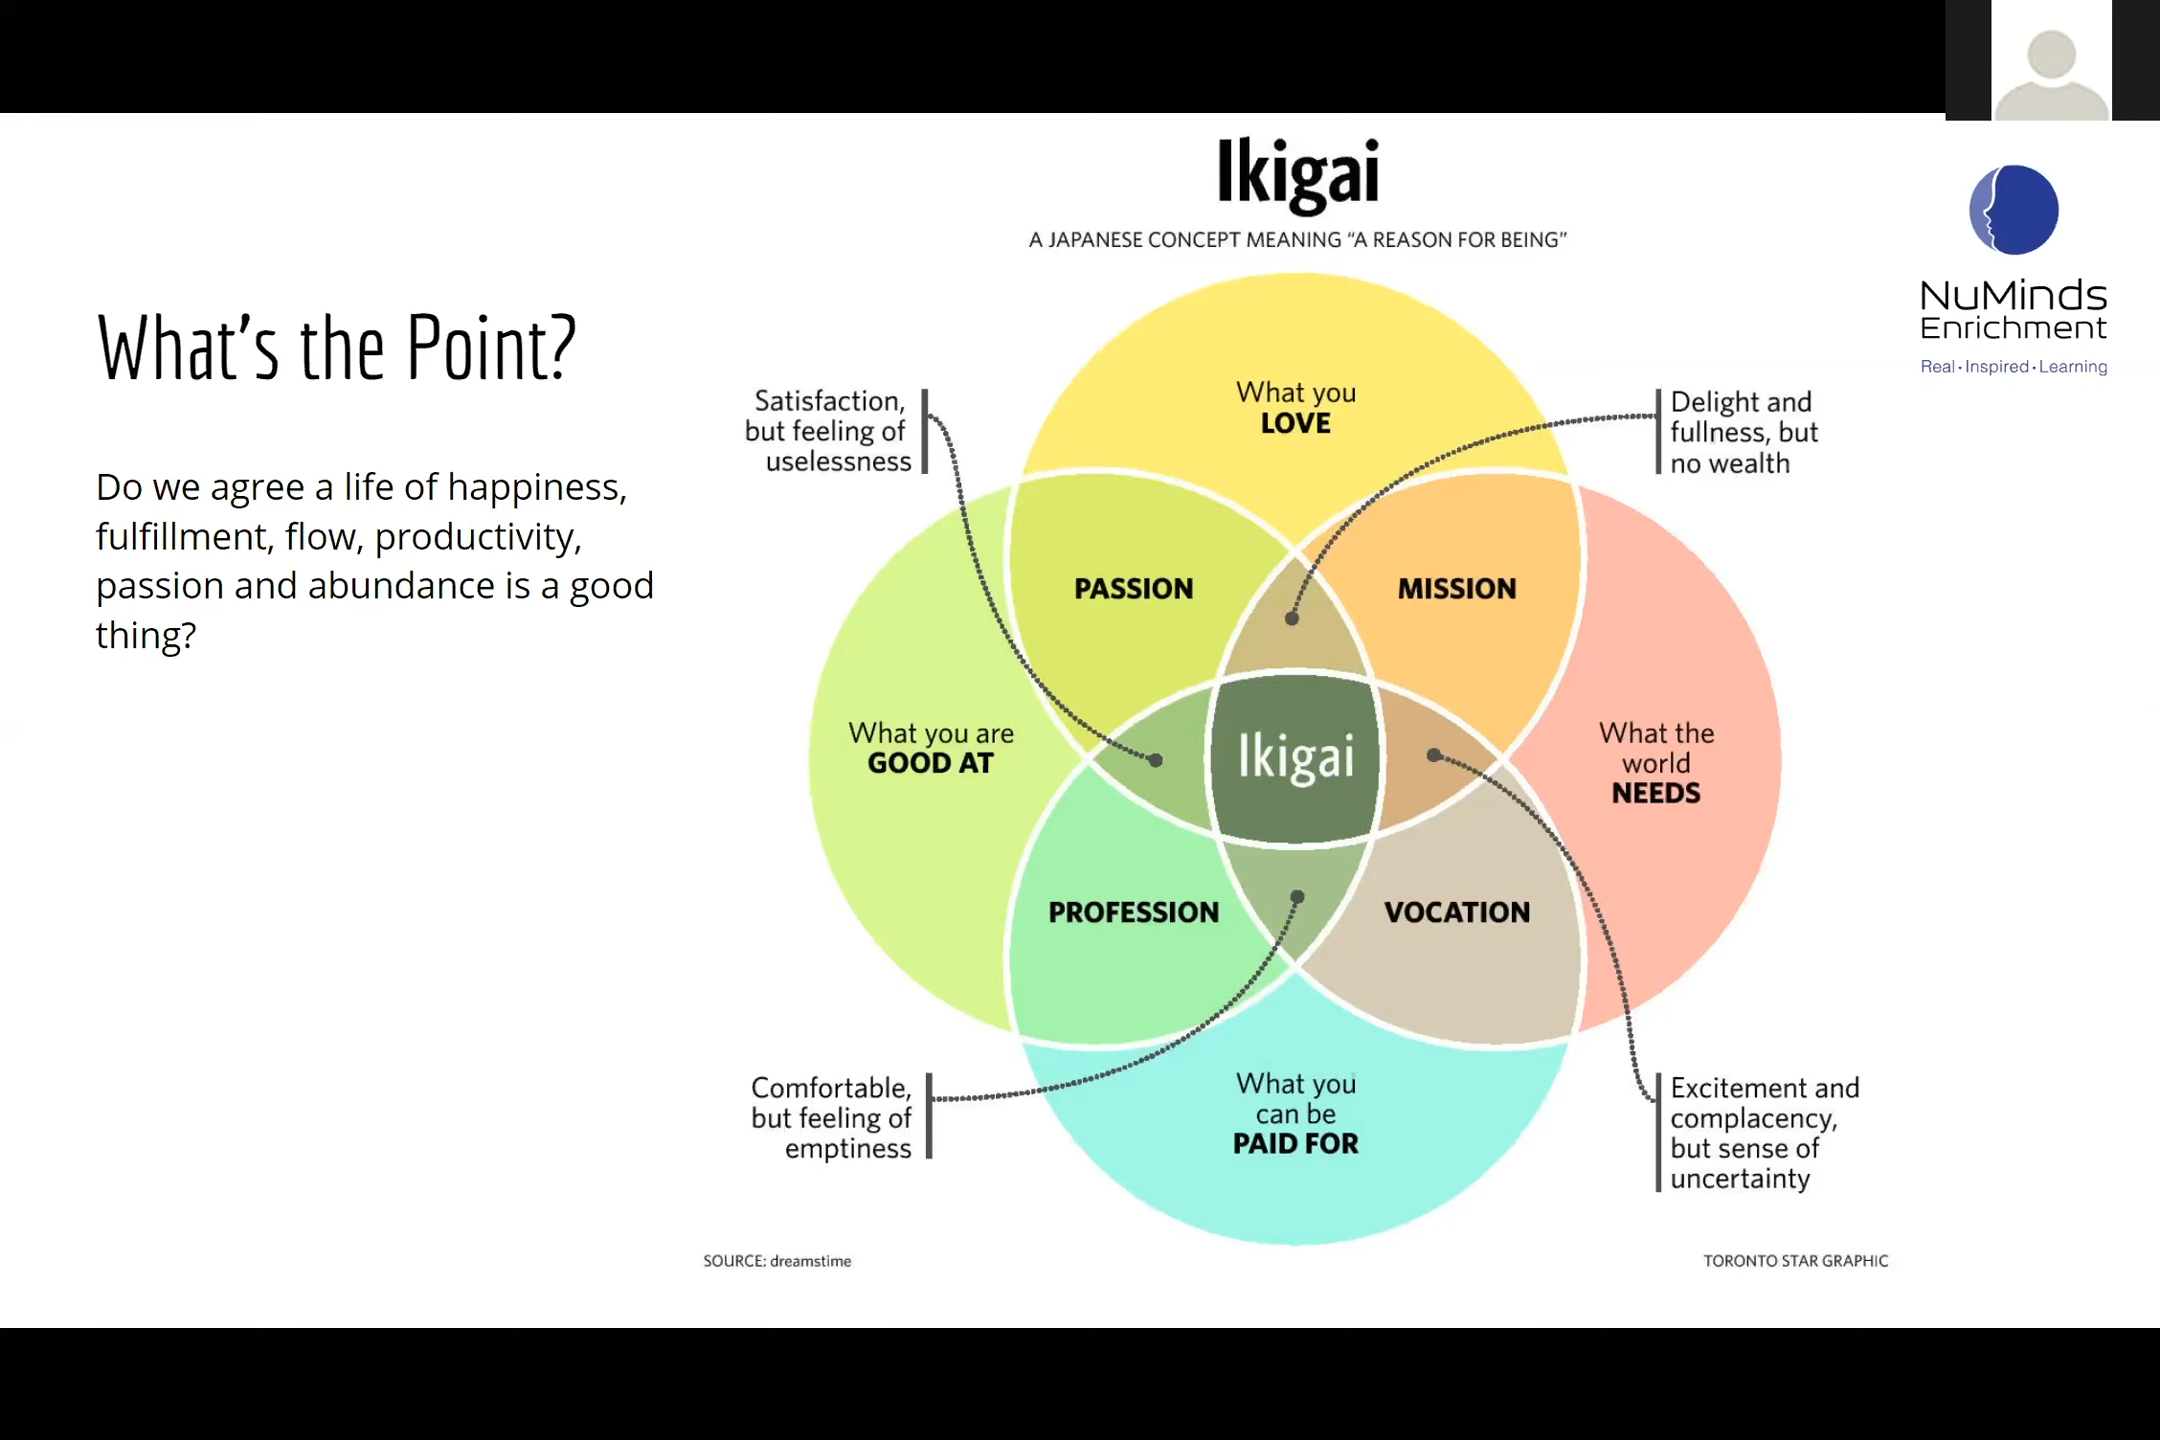 Ikigai
A JAPANESE CONCEPT MEANING “A REASON FOR BEING”
NuMinds
Enrichment
Real·Inspired·Learning
What’s the Point?
Do we agree a life of happiness,
fulfillment, flow, productivity,
passion and abundance is a good
thing?
Satisfaction,
but feeling of
uselessness
What you
LOVE
Delight and
fullness, but
no wealth
PASSION
MISSION
What you are
GOOD AT
Ikigai
What the
world
NEEDS
PROFESSION
VOCATION
Comfortable,
but feeling of
emptiness
What you
can be
PAID FOR
Excitement and
complacency,
but sense of
uncertainty
SOURCE: dreamstime
TORONTO STAR GRAPHIC